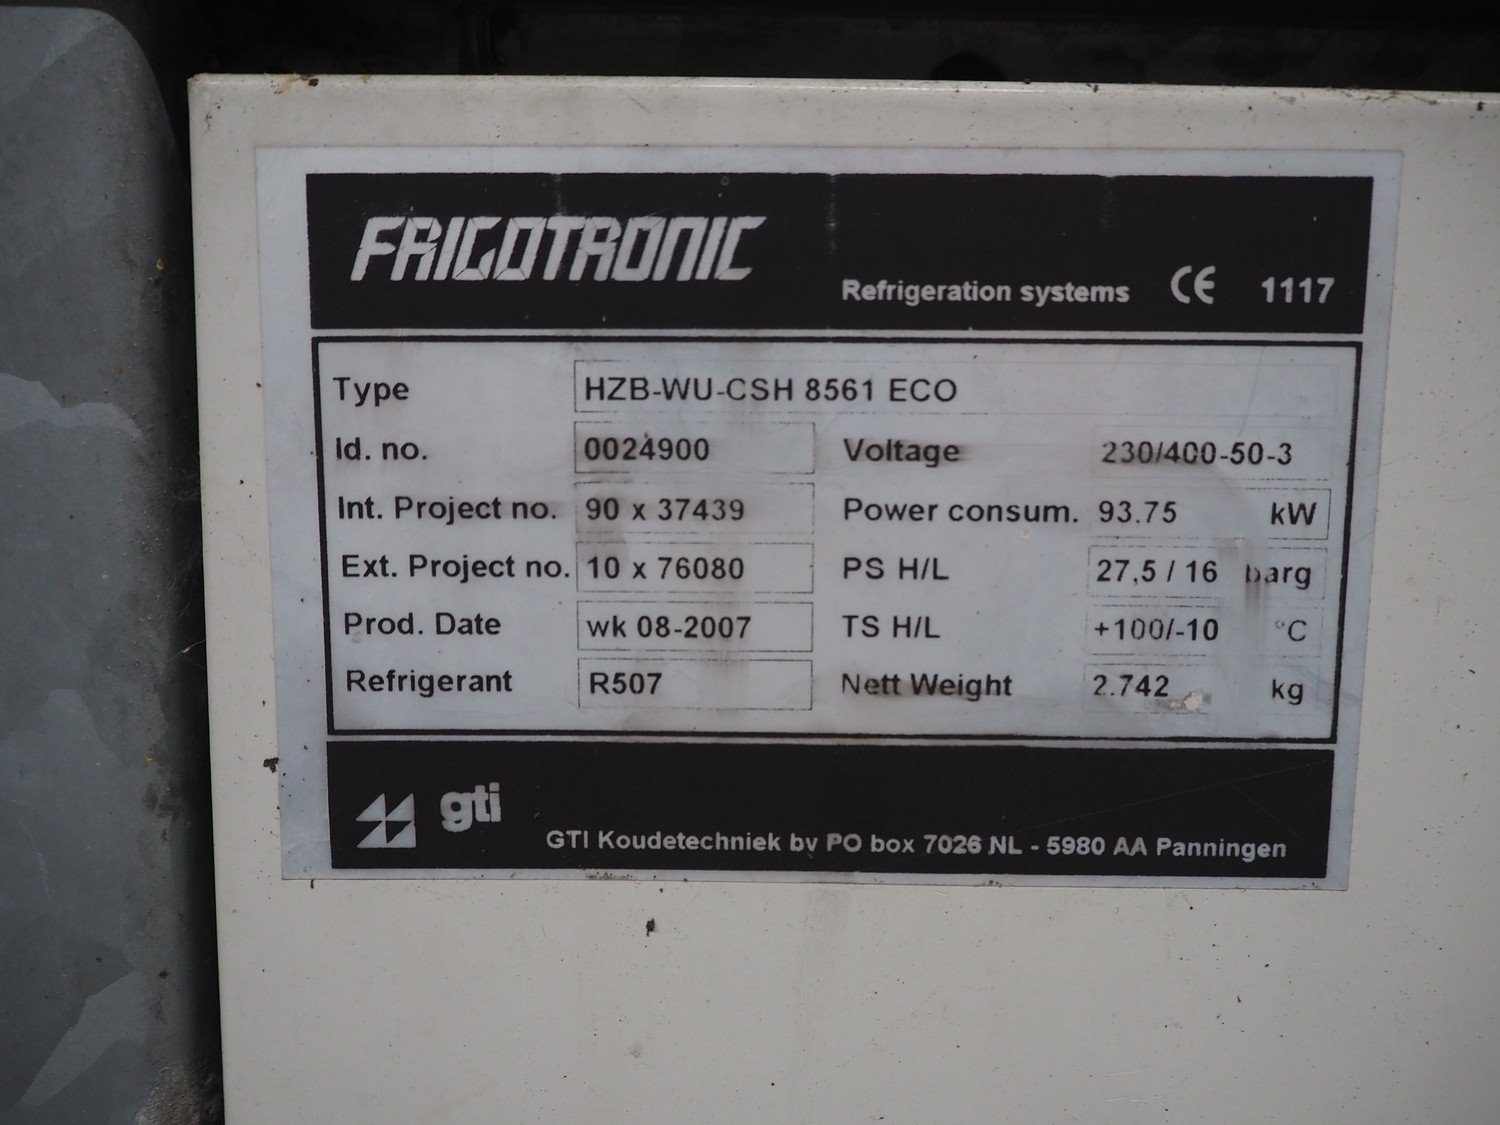 FRIGOTRONIC
Refrigeration systems CE 1117
Type HZB-WU-CSH 8561 ECO
Id. no. 0024900 Voltage 230/400-50-3
Int. Project no. 90 x 37439 Power consum. 93.75 kW
Ext. Project no. 10 x 76080 PS H/L 27,5 / 16 barg
Prod. Date wk 08-2007 TS H/L +100/-10 °C
Refrigerant R507 Nett Weight 2.742 kg
gti
GTI Koudetechniek bv PO box 7026 NL - 5980 AA Panningen